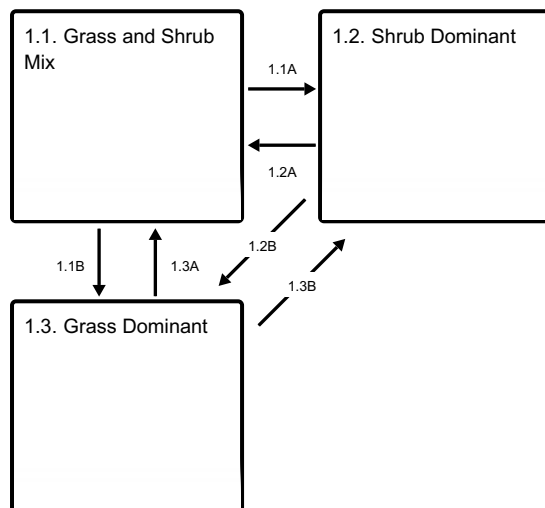 1.1. Grass and Shrub
Mix
1.2. Shrub Dominant
1.1A
1.2A
1.2B
1.1B
1.3A
1.3B
1.3. Grass Dominant